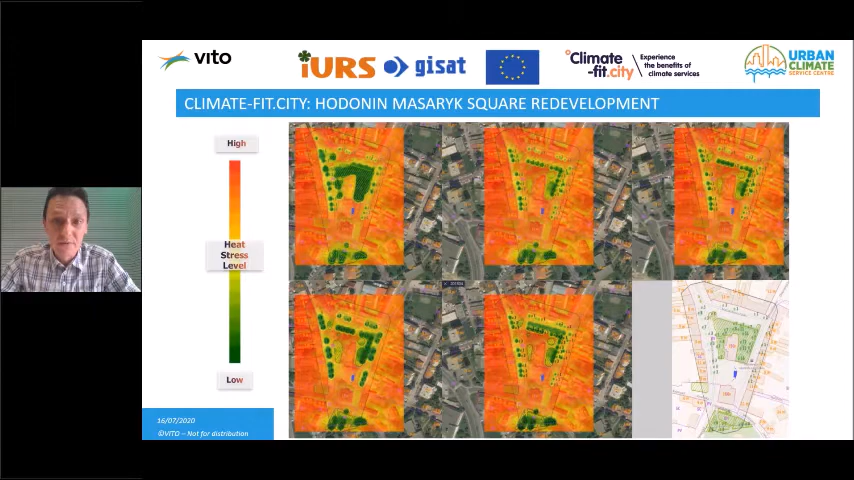 vito
iURS
gisat
Climate
-fit.city
Experience
the benefits of
climate services
URBAN
CLIMATE
SERVICE CENTRE
CLIMATE-FIT.CITY: HODONIN MASARYK SQUARE REDEVELOPMENT
High
Heat
Stress
Level
Low
16/07/2020
©VITO – Not for distribution